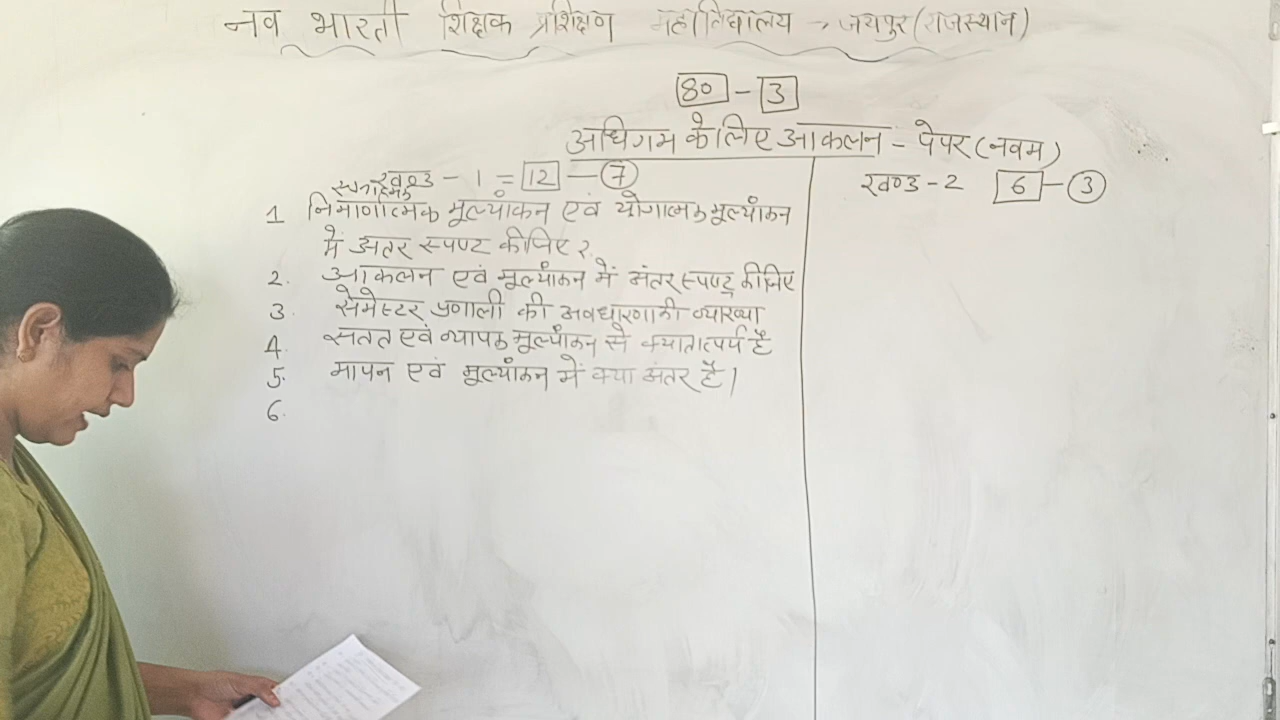 नव भारती शिक्षक प्रशिक्षण महाविद्यालय → जयपुर (राजस्थान)
80 - 3
अधिगम के लिए आकलन - पेपर (नवम)
खण्ड - 1 = 12 - 7
रचनात्मक
1 निर्माणात्मक मूल्यांकन एवं योगात्मक मूल्यांकन
में अंतर स्पष्ट कीजिए ?
2. आकलन एवं मूल्यांकन में अंतर स्पष्ट कीजिए
3. सेमेस्टर प्रणाली की अवधारणा की व्याख्या
4. सतत एवं व्यापक मूल्यांकन से क्या तात्पर्य है
5. मापन एवं मूल्यांकन में क्या अंतर है।
6.
खण्ड - 2 6 - 3